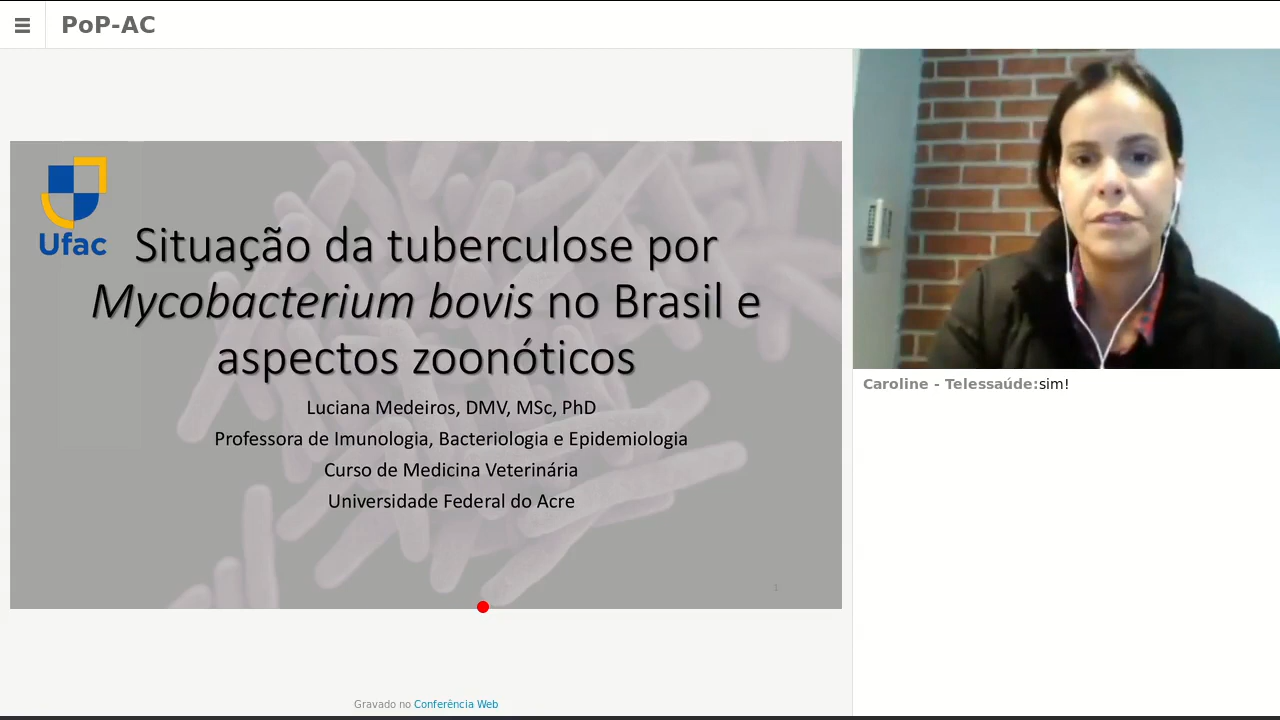 PoP-AC
Ufac
Situação da tuberculose por
Mycobacterium bovis no Brasil e
aspectos zoonóticos
Luciana Medeiros, DMV, MSc, PhD
Professora de Imunologia, Bacteriologia e Epidemiologia
Curso de Medicina Veterinária
Universidade Federal do Acre
1
Caroline - Telessaúde:sim!
Gravado no Conferência Web